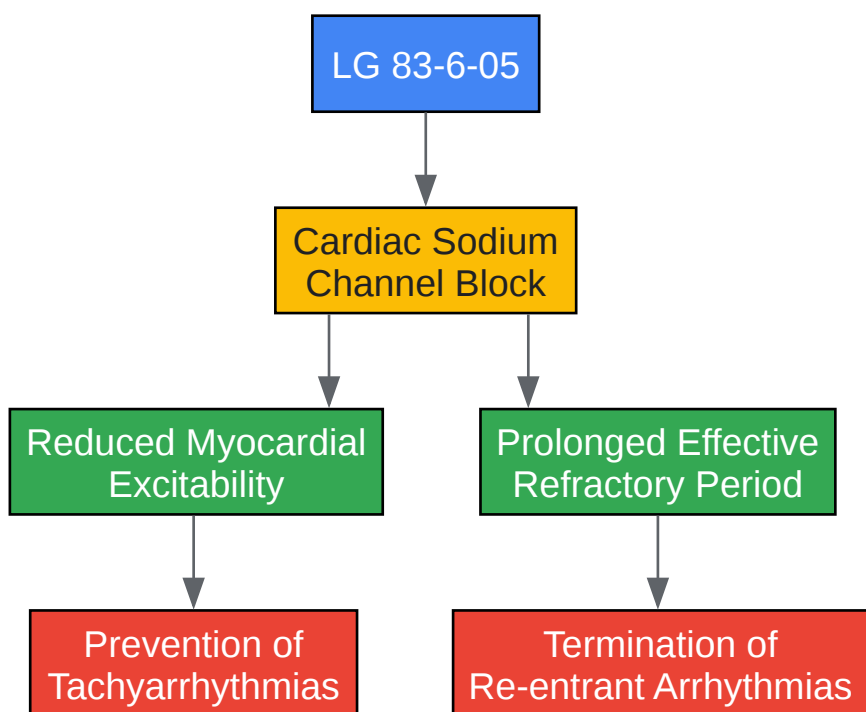 LG 83-6-05
Cardiac Sodium
Channel Block
Reduced Myocardial
Excitability
Prolonged Effective
Refractory Period
Prevention of
Tachyarrhythmias
Termination of
Re-entrant Arrhythmias